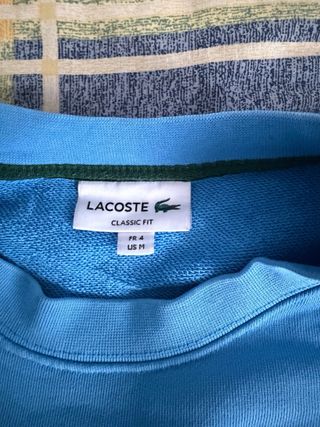 LACOSTE
CLASSIC FIT
FR 4
US M